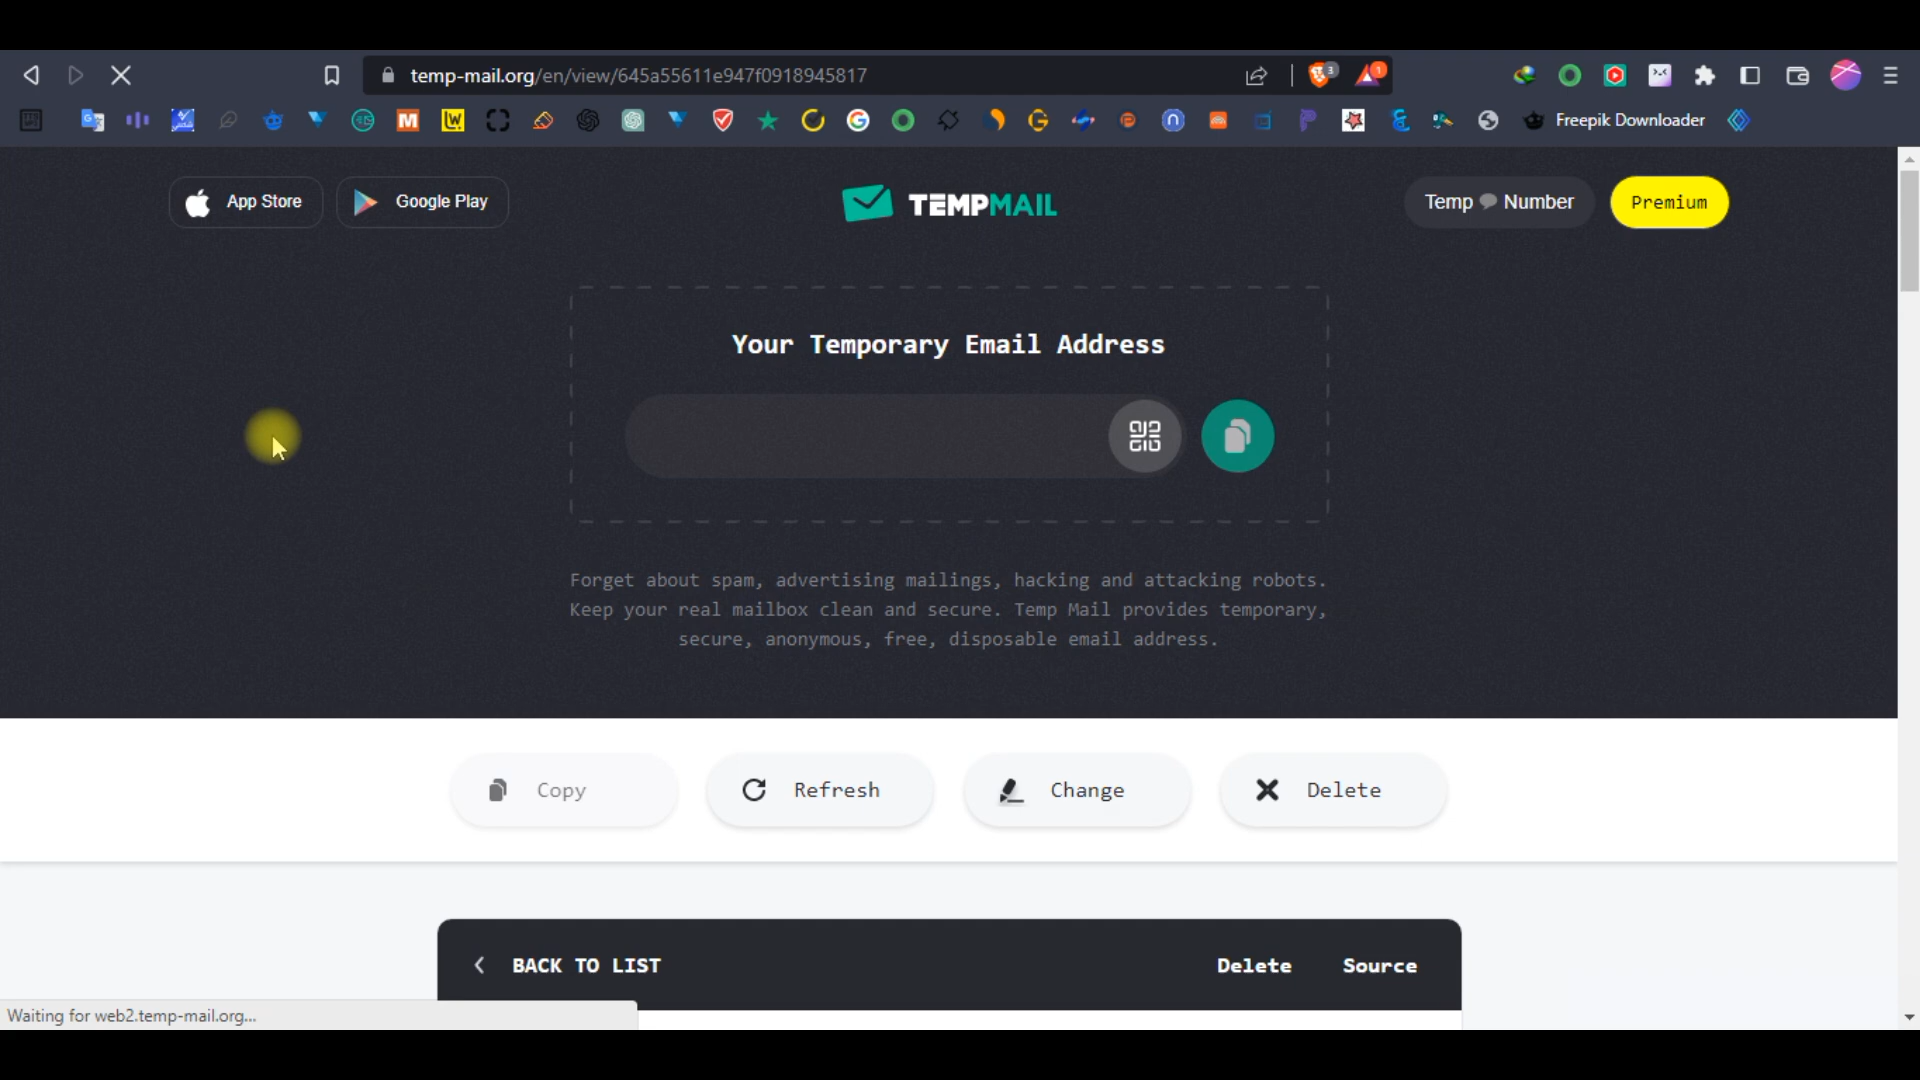 temp-mail.org/en/view/645a55611e947f0918945817
3
1
Freepik Downloader
App Store
Google Play
TEMPMAIL
Temp Number
Premium
Your Temporary Email Address
Forget about spam, advertising mailings, hacking and attacking robots.
Keep your real mailbox clean and secure. Temp Mail provides temporary,
secure, anonymous, free, disposable email address.
Copy
Refresh
Change
Delete
BACK TO LIST
Delete
Source
Waiting for web2.temp-mail.org...